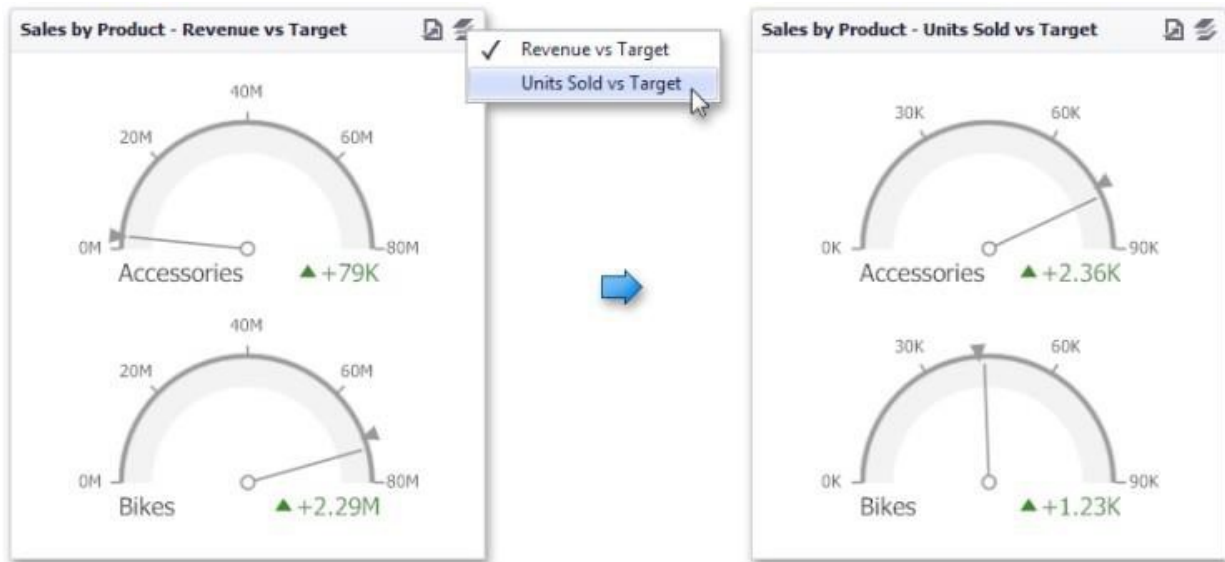 Sales by Product - Revenue vs Target
Revenue vs Target
Units Sold vs Target
40M
20M
60M
0M
80M
Accessories
+79K
40M
20M
60M
0M
80M
Bikes
+2.29M
Sales by Product - Units Sold vs Target
30K
60K
0K
90K
Accessories
+2.36K
30K
60K
0K
90K
Bikes
+1.23K